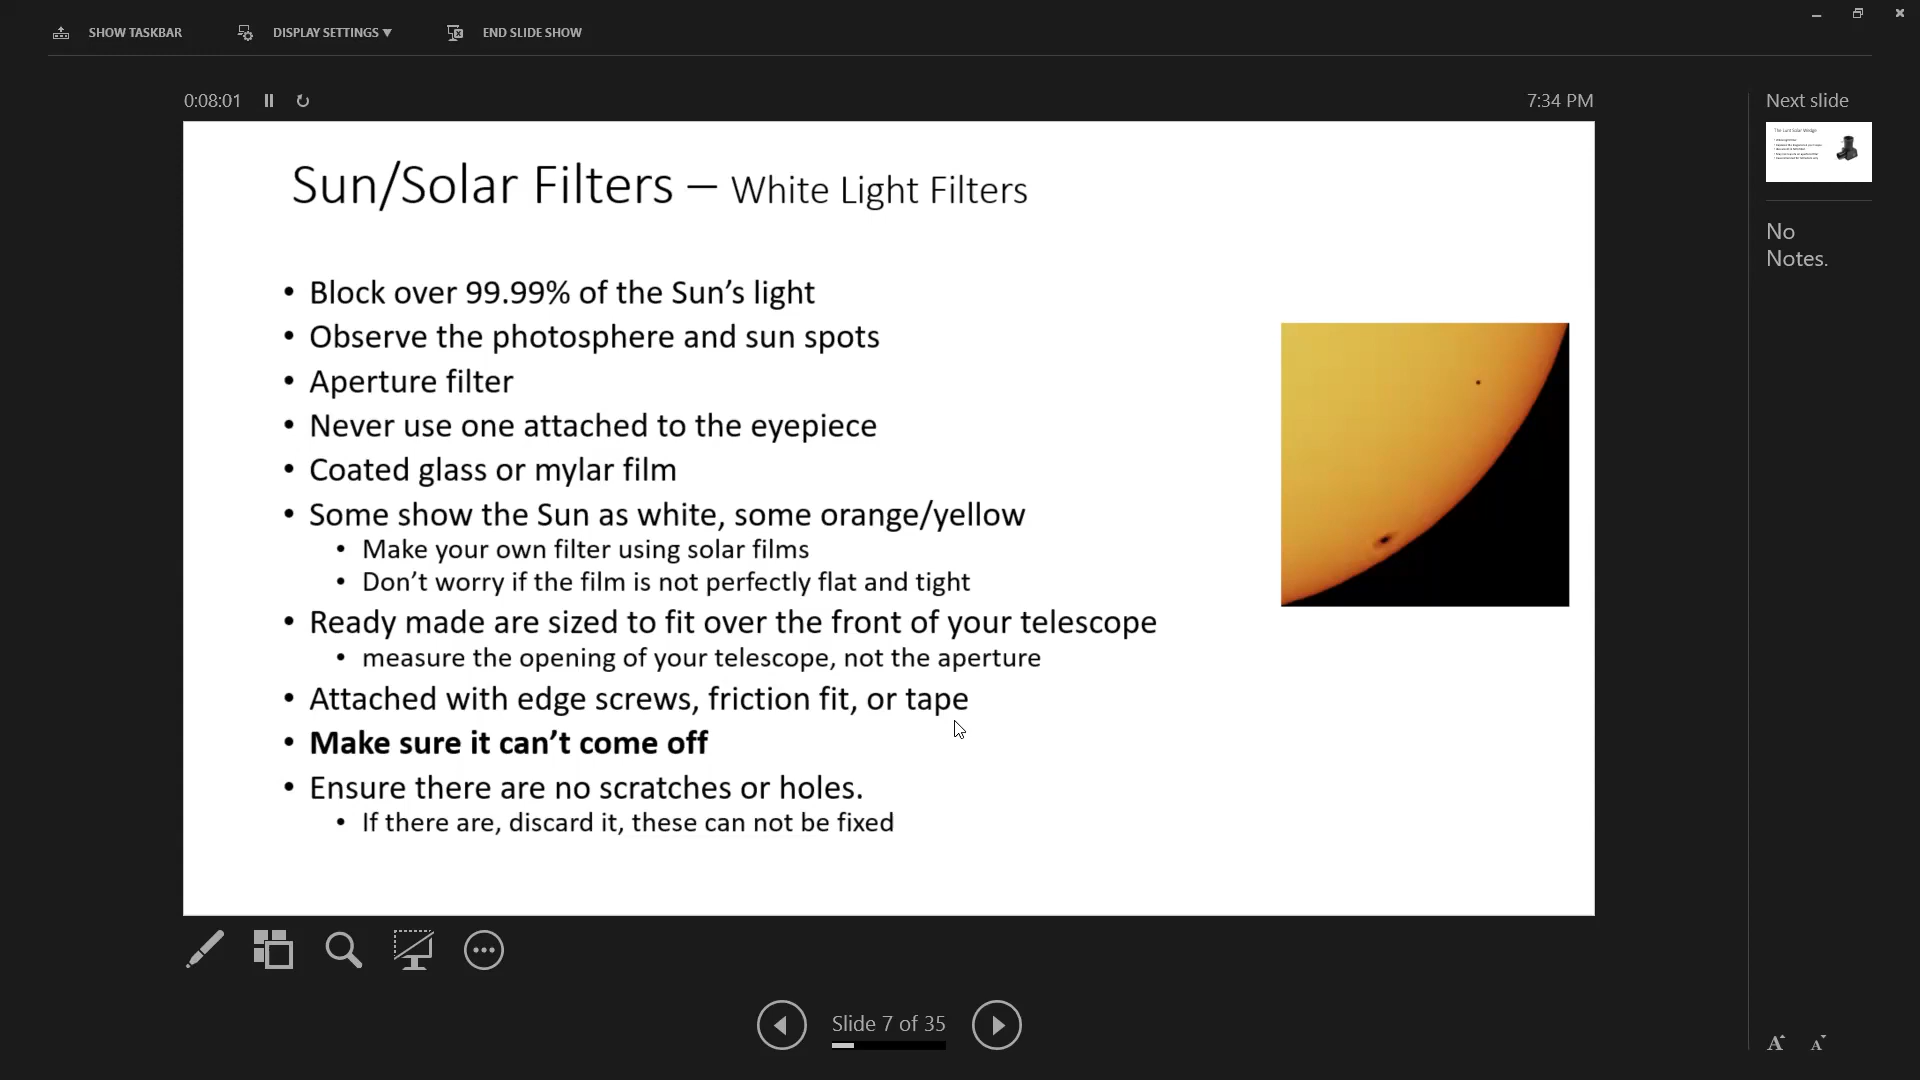 SHOW TASKBAR
DISPLAY SETTINGS ▼
END SLIDE SHOW
0:08:01
7:34 PM
Next slide
Sun/Solar Filters – White Light Filters
• Block over 99.99% of the Sun’s light
• Observe the photosphere and sun spots
• Aperture filter
• Never use one attached to the eyepiece
• Coated glass or mylar film
• Some show the Sun as white, some orange/yellow
• Make your own filter using solar films
• Don’t worry if the film is not perfectly flat and tight
• Ready made are sized to fit over the front of your telescope
• measure the opening of your telescope, not the aperture
• Attached with edge screws, friction fit, or tape
• Make sure it can’t come off
• Ensure there are no scratches or holes.
• If there are, discard it, these can not be fixed
The Lunt Solar Wedge
No
Notes.
Slide 7 of 35
A
A